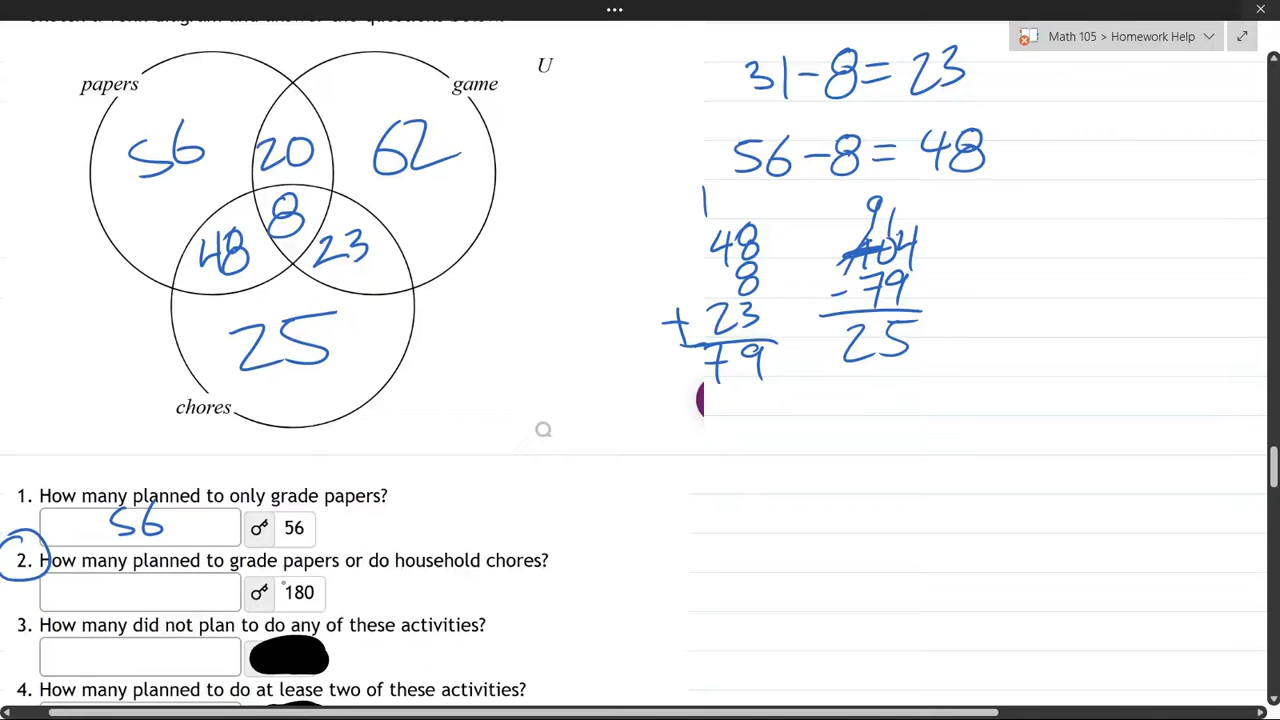 ...
Math 105 > Homework Help
papers
game
U
56
20
62
8
48
23
25
chores
31-8=23
56-8=48
1
48
8
+ 23
79
9 1
104
- 79
25
1. How many planned to only grade papers?
56
56
2. How many planned to grade papers or do household chores?
180
3. How many did not plan to do any of these activities?
4. How many planned to do at lease two of these activities?